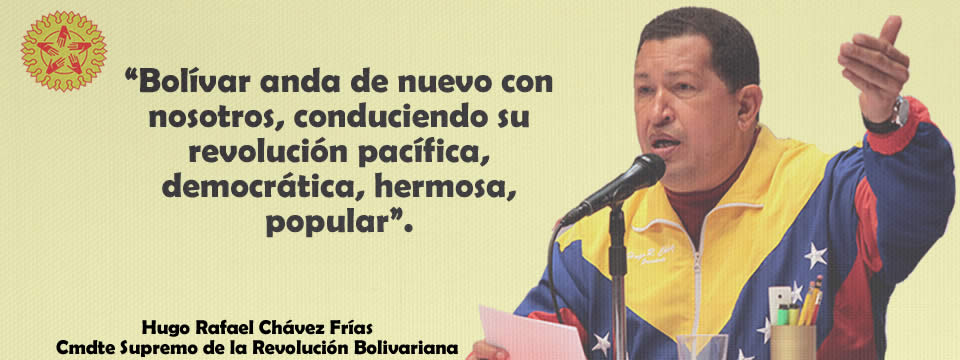 “Bolívar anda de nuevo con
nosotros, conduciendo su
revolución pacífica,
democrática, hermosa,
popular”.
Hugo Rafael Chávez Frías
Cmdte Supremo de la Revolución Bolivariana